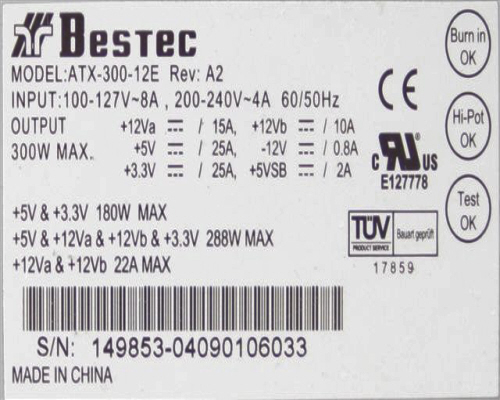 BESTEC
MODEL:ATX-300-12E Rev: A2
INPUT:100-127V~8A , 200-240V~4A 60/50Hz
OUTPUT +12Va ⎓ / 15A, +12Vb ⎓ / 10A
300W MAX. +5V ⎓ / 25A, -12V ⎓ / 0.8A
+3.3V ⎓ / 25A, +5VSB ⎓ / 2A
+5V & +3.3V 180W MAX
+5V & +12Va & +12Vb & +3.3V 288W MAX
+12Va & +12Vb 22A MAX
Burn in
OK
CE
Hi-Pot
OK
c RU US
E127778
Test
OK
TÜV
PRODUCT SERVICE
Bauart geprüft
17859
S/N: 149853-04090106033
MADE IN CHINA